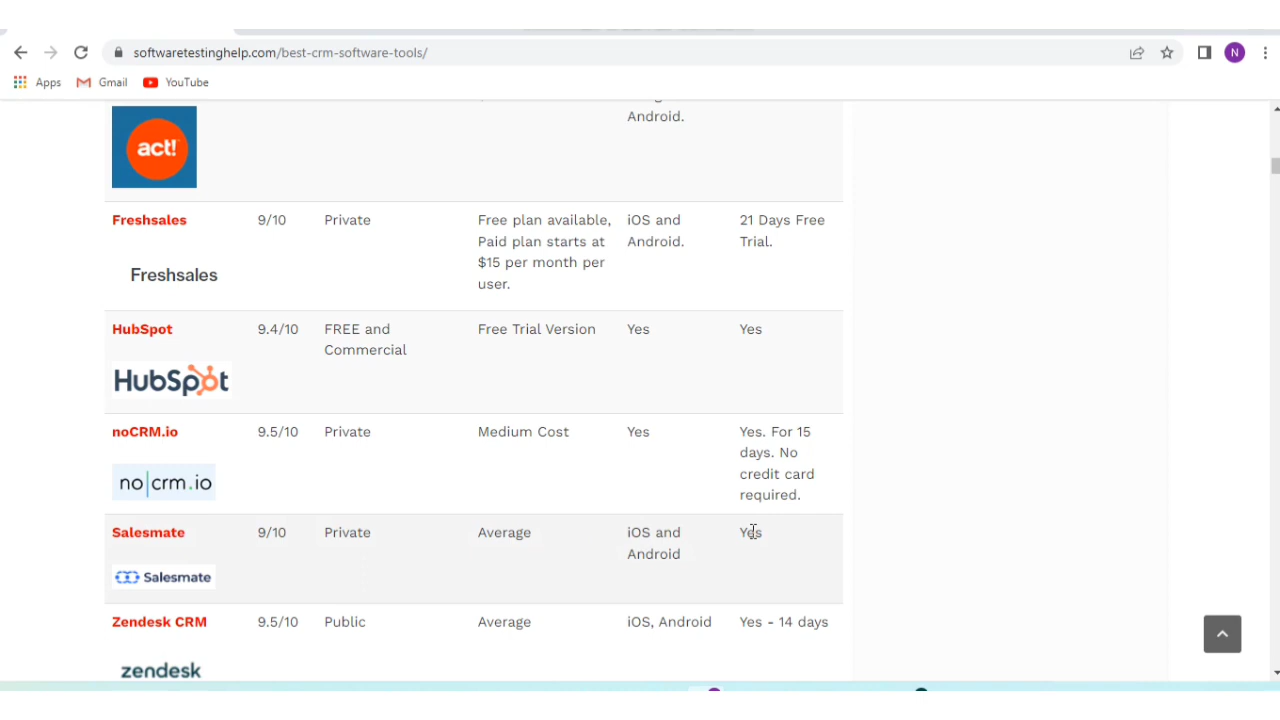 softwaretestinghelp.com/best-crm-software-tools/
N
Apps
Gmail
YouTube
Android.
act!
Freshsales 9/10 Private Free plan available, iOS and 21 Days Free
Paid plan starts at Android. Trial.
$15 per month per
Freshsales
user.
HubSpot 9.4/10 FREE and Free Trial Version Yes Yes
Commercial
HubSpot
noCRM.io 9.5/10 Private Medium Cost Yes Yes. For 15
days. No
credit card
no|crm.io
required.
Salesmate 9/10 Private Average iOS and Yes
Android
Salesmate
Zendesk CRM 9.5/10 Public Average iOS, Android Yes - 14 days
zendesk